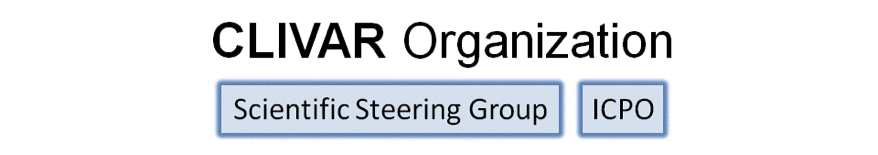 CLIVAR Organization
Scientific Steering Group ICPO